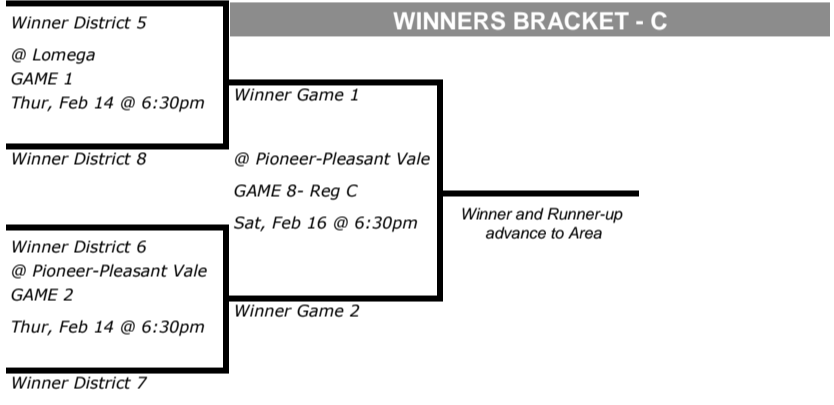 WINNERS BRACKET - C
Winner District 5
@ Lomega
GAME 1
Thur, Feb 14 @ 6:30pm
Winner District 8
Winner District 6
@ Pioneer-Pleasant Vale
GAME 2
Thur, Feb 14 @ 6:30pm
Winner District 7
Winner Game 1
@ Pioneer-Pleasant Vale
GAME 8- Reg C
Sat, Feb 16 @ 6:30pm
Winner Game 2
Winner and Runner-up
advance to Area